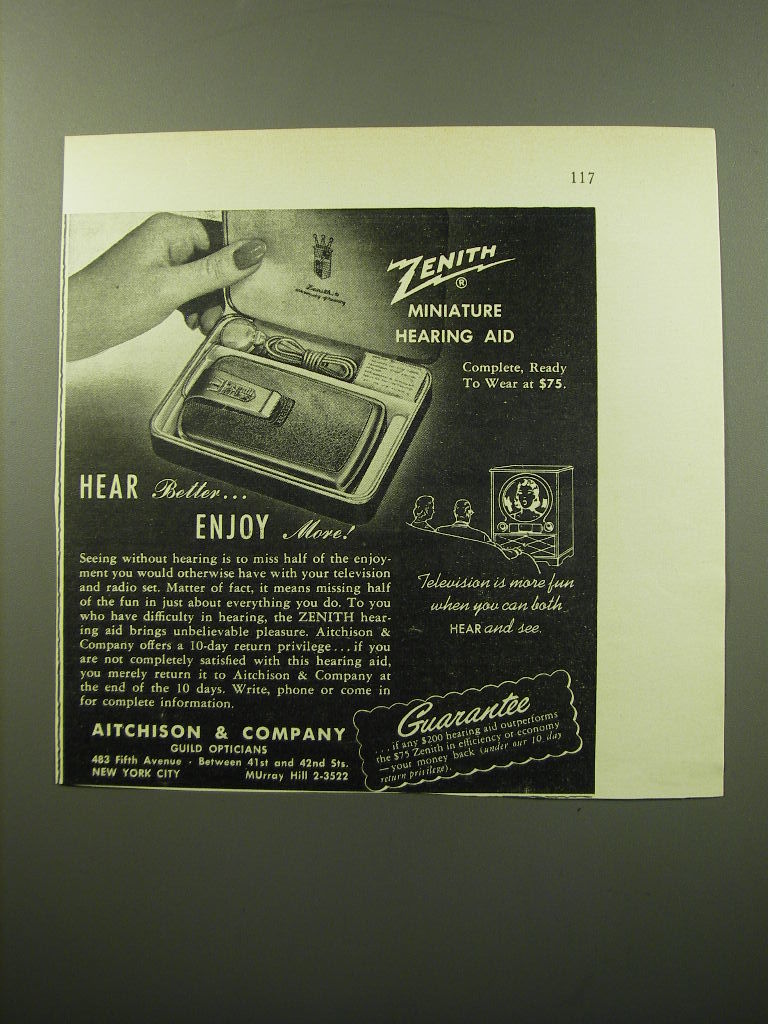 117
ZENITH
®
MINIATURE
HEARING AID
Complete, Ready
To Wear at $75.
HEAR Better...
ENJOY More!
Seeing without hearing is to miss half of the enjoy-
ment you would otherwise have with your television
and radio set. Matter of fact, it means missing half
of the fun in just about everything you do. To you
who have difficulty in hearing, the ZENITH hear-
ing aid brings unbelievable pleasure. Aitchison &
Company offers a 10-day return privilege...if you
are not completely satisfied with this hearing aid,
you merely return it to Aitchison & Company at
the end of the 10 days. Write, phone or come in
for complete information.
Television is more fun
when you can both
HEAR and see.
AITCHISON & COMPANY
GUILD OPTICIANS
483 Fifth Avenue · Between 41st and 42nd Sts.
NEW YORK CITY MUrray Hill 2-3522
Guarantee
...if any $200 hearing aid outperforms
the $75 Zenith in efficiency or economy
—your money back (under our 10 day
return privilege).